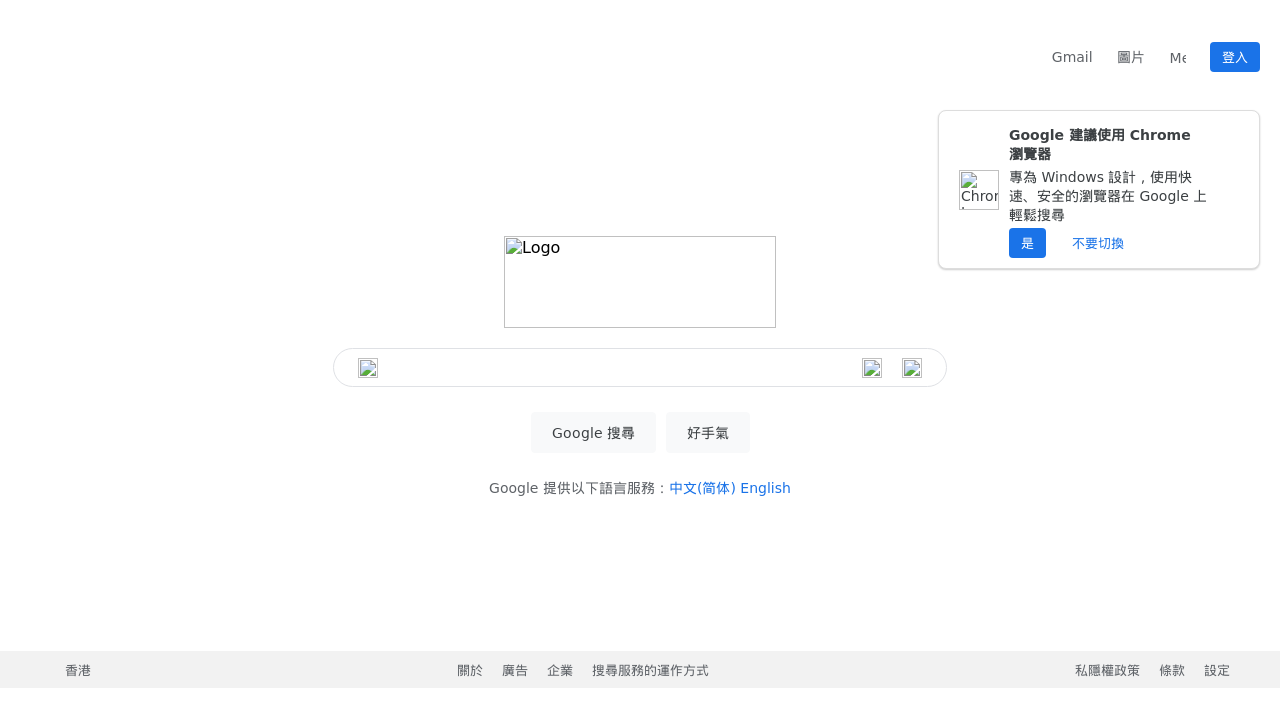 Gmail 圖片 Me 登入
Google 建議使用 Chrome
瀏覽器
專為 Windows 設計，使用快
速、安全的瀏覽器在 Google 上
輕鬆搜尋
Chron
是 不要切換
Logo
Google 搜尋 好手氣
Google 提供以下語言服務：中文(简体) English
香港 關於 廣告 企業 搜尋服務的運作方式 私隱權政策 條款 設定